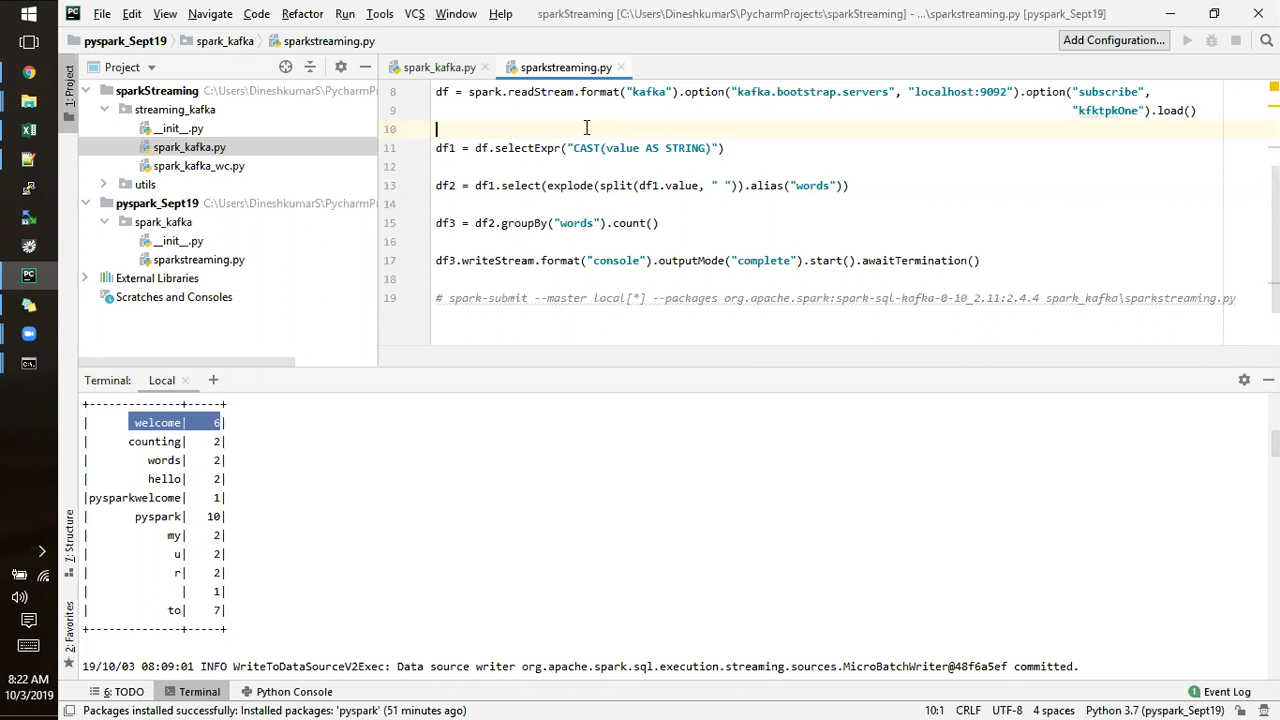 File Edit View Navigate Code Refactor Run Tools VCS Window Help sparkStreaming [C:\Users\DineshkumarS\PycharmProjects\sparkStreaming] - ...\sparkstreaming.py [pyspark_Sept19]
pyspark_Sept19 spark_kafka sparkstreaming.py Add Configuration...
1: Project
Project
spark_kafka.py sparkstreaming.py
sparkStreaming C:\Users\DineshkumarS\PycharmP
streaming_kafka
__init__.py
spark_kafka.py
spark_kafka_wc.py
utils
pyspark_Sept19 C:\Users\DineshkumarS\PycharmPr
spark_kafka
__init__.py
sparkstreaming.py
External Libraries
Scratches and Consoles
8 df = spark.readStream.format("kafka").option("kafka.bootstrap.servers", "localhost:9092").option("subscribe",
9 "kfktpkOne").load()
10
11 df1 = df.selectExpr("CAST(value AS STRING)")
12
13 df2 = df1.select(explode(split(df1.value, " ")).alias("words"))
14
15 df3 = df2.groupBy("words").count()
16
17 df3.writeStream.format("console").outputMode("complete").start().awaitTermination()
18
19 # spark-submit --master local[*] --packages org.apache.spark:spark-sql-kafka-0-10_2.11:2.4.4 spark_kafka\sparkstreaming.py
Terminal: Local +
+-------------+-----+
| welcome| 6|
| counting| 2|
| words| 2|
| hello| 2|
|pysparkwelcome| 1|
| pyspark| 10|
| my| 2|
| u| 2|
| r| 2|
| | 1|
| to| 7|
+-------------+-----+
19/10/03 08:09:01 INFO WriteToDataSourceV2Exec: Data source writer org.apache.spark.sql.execution.streaming.sources.MicroBatchWriter@48f6a5ef committed.
7: Structure
2: Favorites
6: TODO Terminal Python Console Event Log
Packages installed successfully: Installed packages: 'pyspark' (51 minutes ago) 10:1 CRLF UTF-8 4 spaces Python 3.7 (pyspark_Sept19)
8:22 AM
10/3/2019